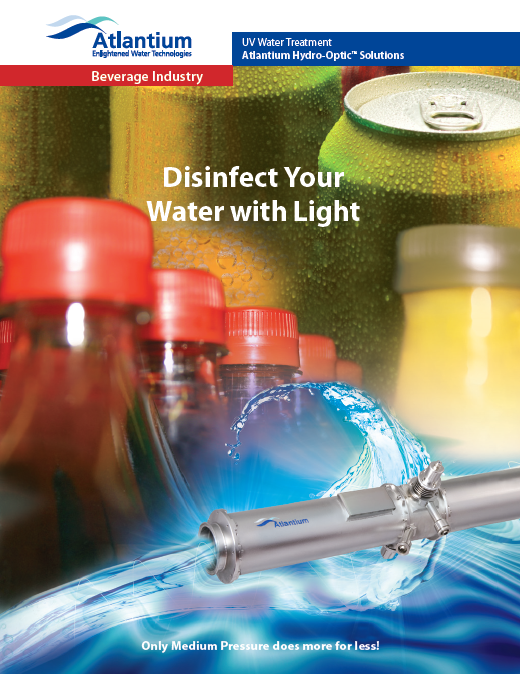 Atlantium
Enlightened Water Technologies
UV Water Treatment
Atlantium Hydro-Optic™ Solutions
Beverage Industry
Disinfect Your
Water with Light
Atlantium
Only Medium Pressure does more for less!